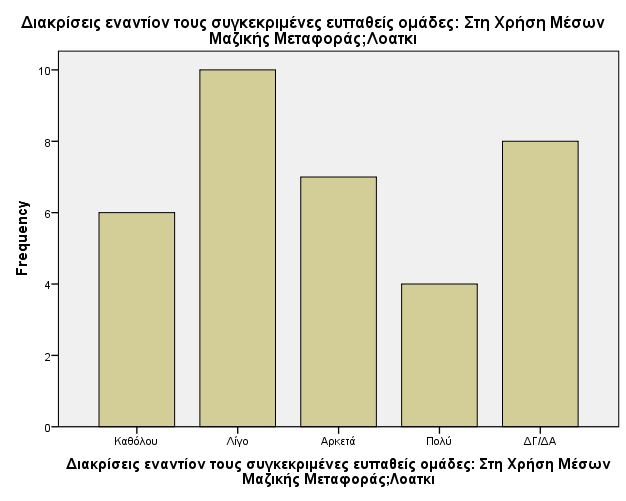 Διακρίσεις εναντίον τους συγκεκριμένες ευπαθείς ομάδες: Στη Χρήση Μέσων
Μαζικής Μεταφοράς;Λοατκι
Frequency
10
8
6
4
2
0
Καθόλου Λίγο Αρκετά Πολύ ΔΓ/ΔΑ
Διακρίσεις εναντίον τους συγκεκριμένες ευπαθείς ομάδες: Στη Χρήση Μέσων
Μαζικής Μεταφοράς;Λοατκι